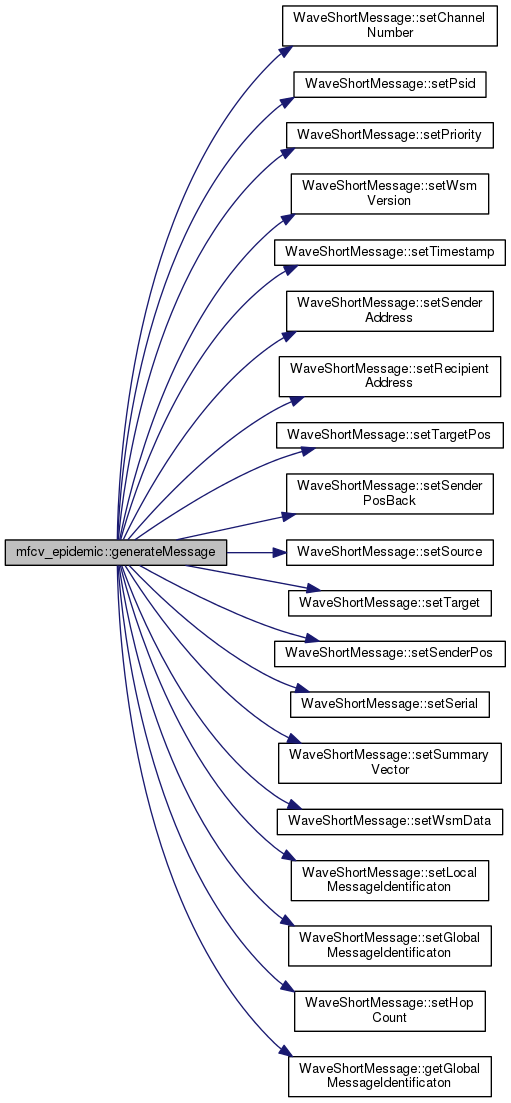 WaveShortMessage::setChannel
Number
WaveShortMessage::setPsid
WaveShortMessage::setPriority
WaveShortMessage::setWsm
Version
WaveShortMessage::setTimestamp
WaveShortMessage::setSender
Address
WaveShortMessage::setRecipient
Address
WaveShortMessage::setTargetPos
WaveShortMessage::setSender
PosBack
mfcv_epidemic::generateMessage
WaveShortMessage::setSource
WaveShortMessage::setTarget
WaveShortMessage::setSenderPos
WaveShortMessage::setSerial
WaveShortMessage::setSummary
Vector
WaveShortMessage::setWsmData
WaveShortMessage::setLocal
MessageIdentificaton
WaveShortMessage::setGlobal
MessageIdentificaton
WaveShortMessage::setHop
Count
WaveShortMessage::getGlobal
MessageIdentificaton